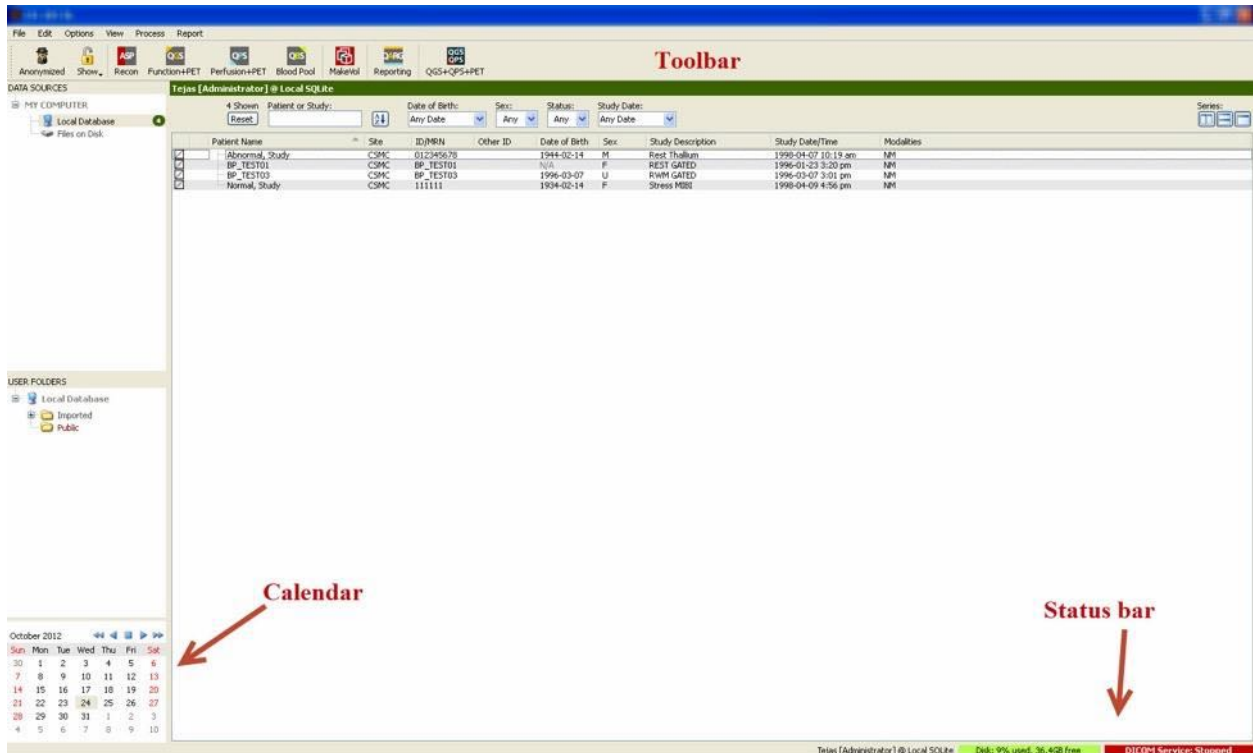 File Edit Options View Process Report
ASP QGS QPS QBS QARG QGS QPS
Anonymized Show Recon Function+PET Perfusion+PET Blood Pool MakeVol Reporting QGS+QPS+PET
Toolbar
DATA SOURCES
MY COMPUTER
Local Database 4
Files on Disk
Tejas [Administrator] @ Local SQLite
4 Shown Patient or Study: Date of Birth: Sex: Status: Study Date: Series:
Reset Any Date Any Any Any Date
Patient Name Site ID/MRN Other ID Date of Birth Sex Study Description Study Date/Time Modalities
Abnormal, Study CSMC 012345678 1944-02-14 M Rest Thallium 1998-04-07 10:19 am NM
BP_TEST01 CSMC BP_TEST01 N/A F REST GATED 1996-01-23 3:20 pm NM
BP_TEST03 CSMC BP_TEST03 1996-03-07 U RWM GATED 1996-03-07 3:01 pm NM
Normal, Study CSMC 111111 1934-02-14 F Stress MIBI 1998-04-09 4:56 pm NM
USER FOLDERS
Local Database
Imported
Public
Calendar
Status bar
October 2012
Sun Mon Tue Wed Thu Fri Sat
30 1 2 3 4 5 6
7 8 9 10 11 12 13
14 15 16 17 18 19 20
21 22 23 24 25 26 27
28 29 30 31 1 2 3
4 5 6 7 8 9 10
Tejas [Administrator] @ Local SQLite Disk: 9% used, 36.4GB free DICOM Service: Stopped